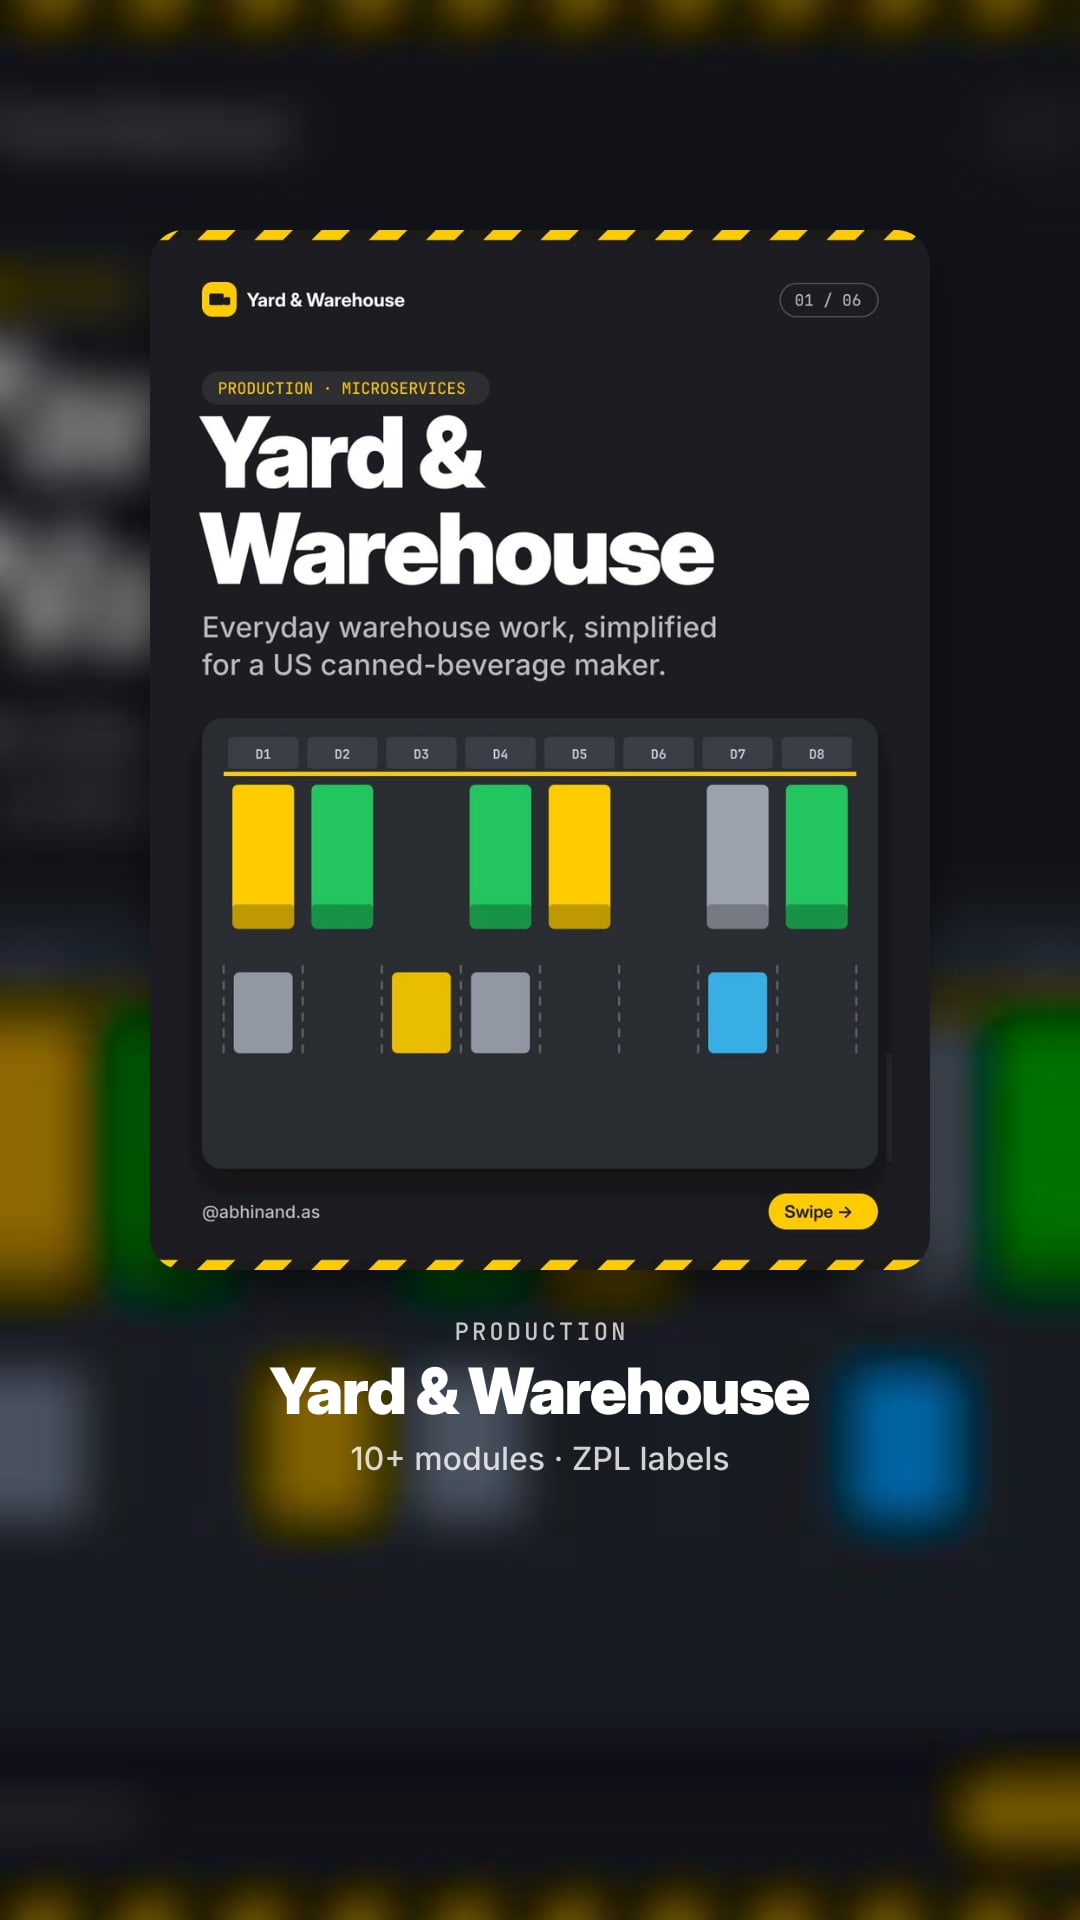 Yard & Warehouse
01 / 06
PRODUCTION · MICROSERVICES
Yard &
Warehouse
Everyday warehouse work, simplified
for a US canned-beverage maker.
D1 D2 D3 D4 D5 D6 D7 D8
@abhinand.as
Swipe →
PRODUCTION
Yard & Warehouse
10+ modules · ZPL labels